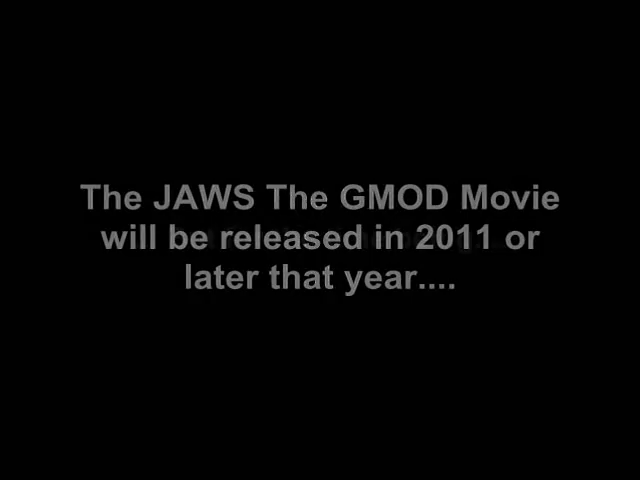 The JAWS The GMOD Movie
will be released in 2011 or
later that year....